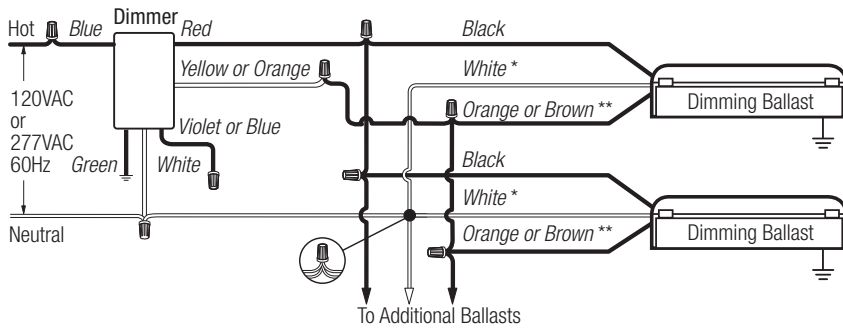 Dimmer
Hot
Blue
Red
Black
Yellow or Orange
White *
120VAC
or
277VAC
60Hz
Orange or Brown **
Dimming Ballast
Violet or Blue
Green
White
Black
White *
Neutral
Orange or Brown **
Dimming Ballast
To Additional Ballasts